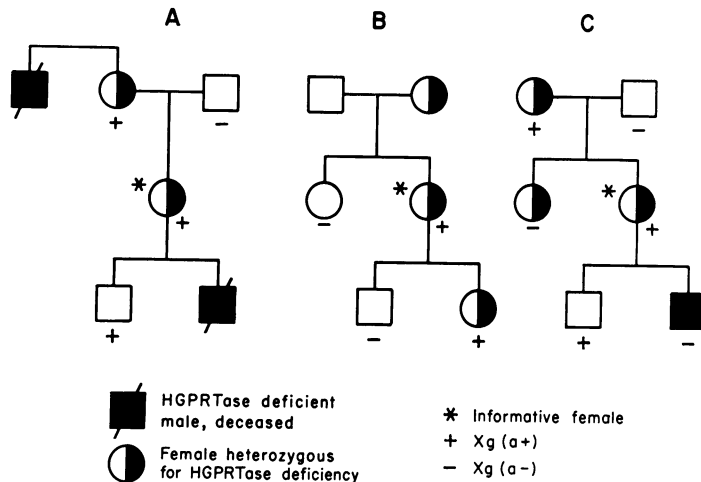 A B C
+ -
* *  *
+ -
+ - + - +
+ - + + -
HGPRTase deficient
male, deceased
Female heterozygous
for HGPRTase deficiency
* Informative female
+ Xg (a+)
- Xg (a-)